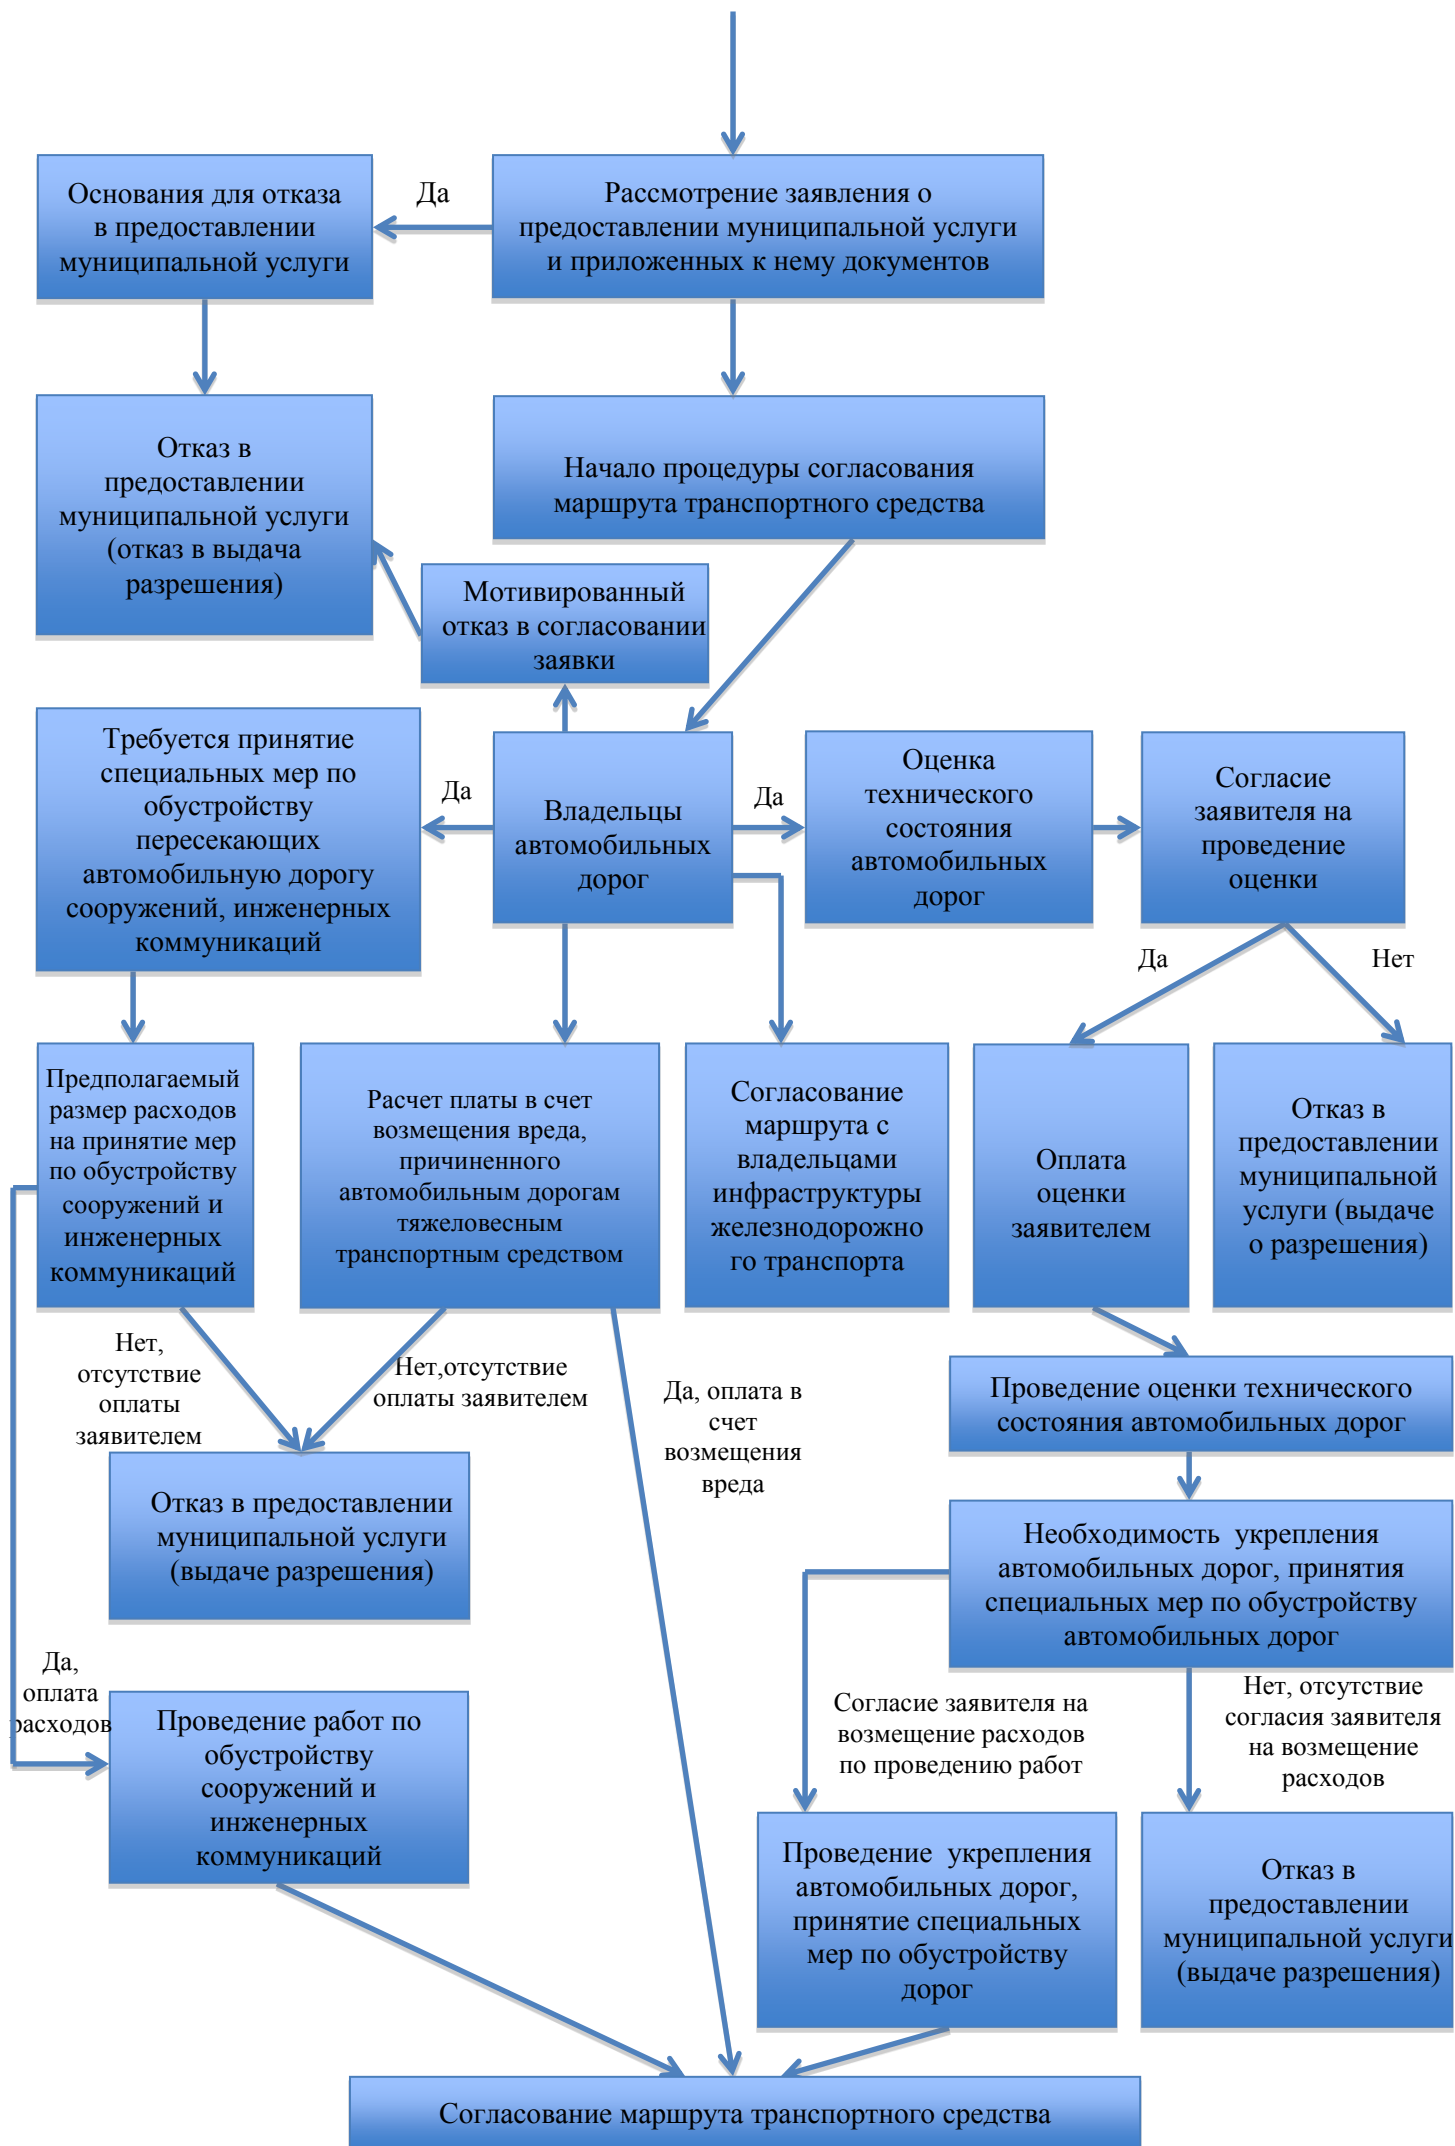 Основания для отказа
в предоставлении
муниципальной услуги
Да
Рассмотрение заявления о
предоставлении муниципальной услуги
и приложенных к нему документов
Отказ в
предоставлении
муниципальной услуги
(отказ в выдача
разрешения)
Начало процедуры согласования
маршрута транспортного средства
Мотивированный
отказ в согласовании
заявки
Требуется принятие
специальных мер по
обустройству
пересекающих
автомобильную дорогу
сооружений, инженерных
коммуникаций
Да
Владельцы
автомобильных
дорог
Да
Оценка
технического
состояния
автомобильных
дорог
Согласие
заявителя на
проведение
оценки
Да
Нет
Предполагаемый
размер расходов
на принятие мер
по обустройству
сооружений и
инженерных
коммуникаций
Расчет платы в счет
возмещения вреда,
причиненного
автомобильным дорогам
тяжеловесным
транспортным средством
Согласование
маршрута с
владельцами
инфраструктуры
железнодорожно
го транспорта
Оплата
оценки
заявителем
Отказ в
предоставлении
муниципальной
услуги (выдаче
о разрешения)
Нет,
отсутствие
оплаты
заявителем
Нет,отсутствие
оплаты заявителем
Да, оплата в
счет
возмещения
вреда
Проведение оценки технического
состояния автомобильных дорог
Отказ в предоставлении
муниципальной услуги
(выдаче разрешения)
Необходимость укрепления
автомобильных дорог, принятия
специальных мер по обустройству
автомобильных дорог
Да,
оплата
расходов
Проведение работ по
обустройству
сооружений и
инженерных
коммуникаций
Согласие заявителя на
возмещение расходов
по проведению работ
Нет, отсутствие
согласия заявителя
на возмещение
расходов
Проведение укрепления
автомобильных дорог,
принятие специальных
мер по обустройству
дорог
Отказ в
предоставлении
муниципальной услуги
(выдаче разрешения)
Согласование маршрута транспортного средства